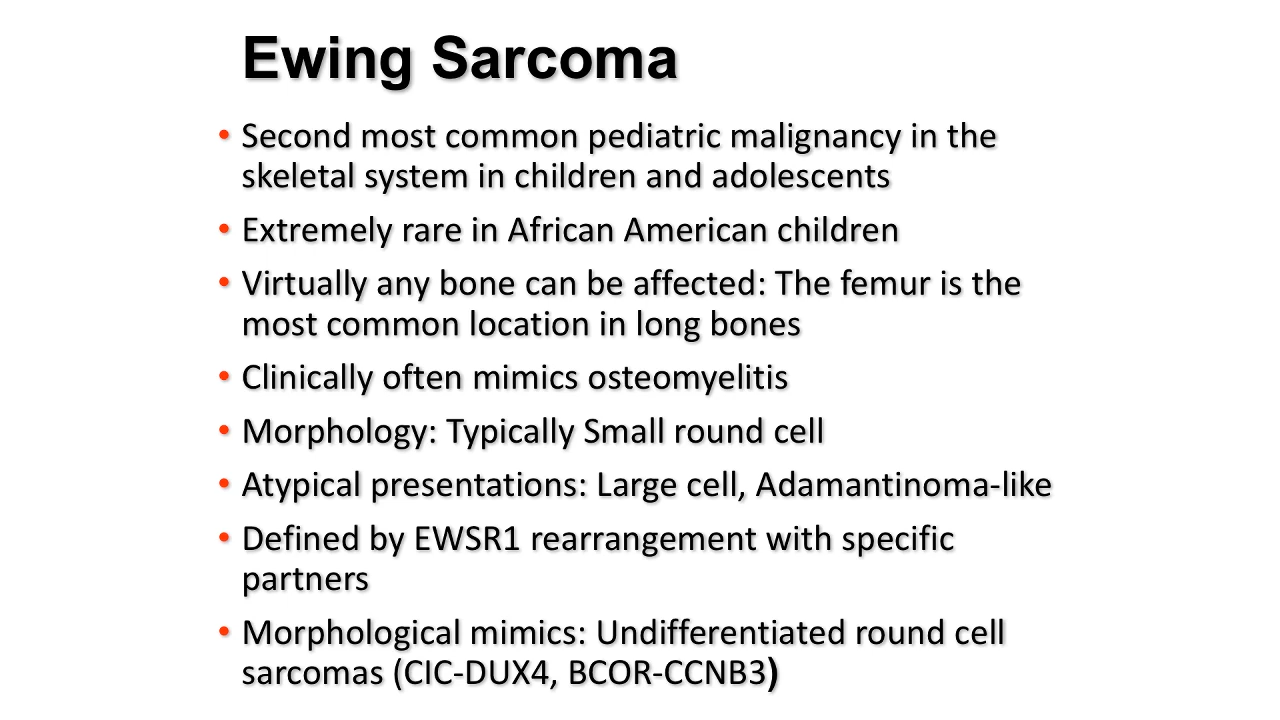 Ewing Sarcoma
• Second most common pediatric malignancy in the
skeletal system in children and adolescents
• Extremely rare in African American children
• Virtually any bone can be affected: The femur is the
most common location in long bones
• Clinically often mimics osteomyelitis
• Morphology: Typically Small round cell
• Atypical presentations: Large cell, Adamantinoma-like
• Defined by EWSR1 rearrangement with specific
partners
• Morphological mimics: Undifferentiated round cell
sarcomas (CIC-DUX4, BCOR-CCNB3)